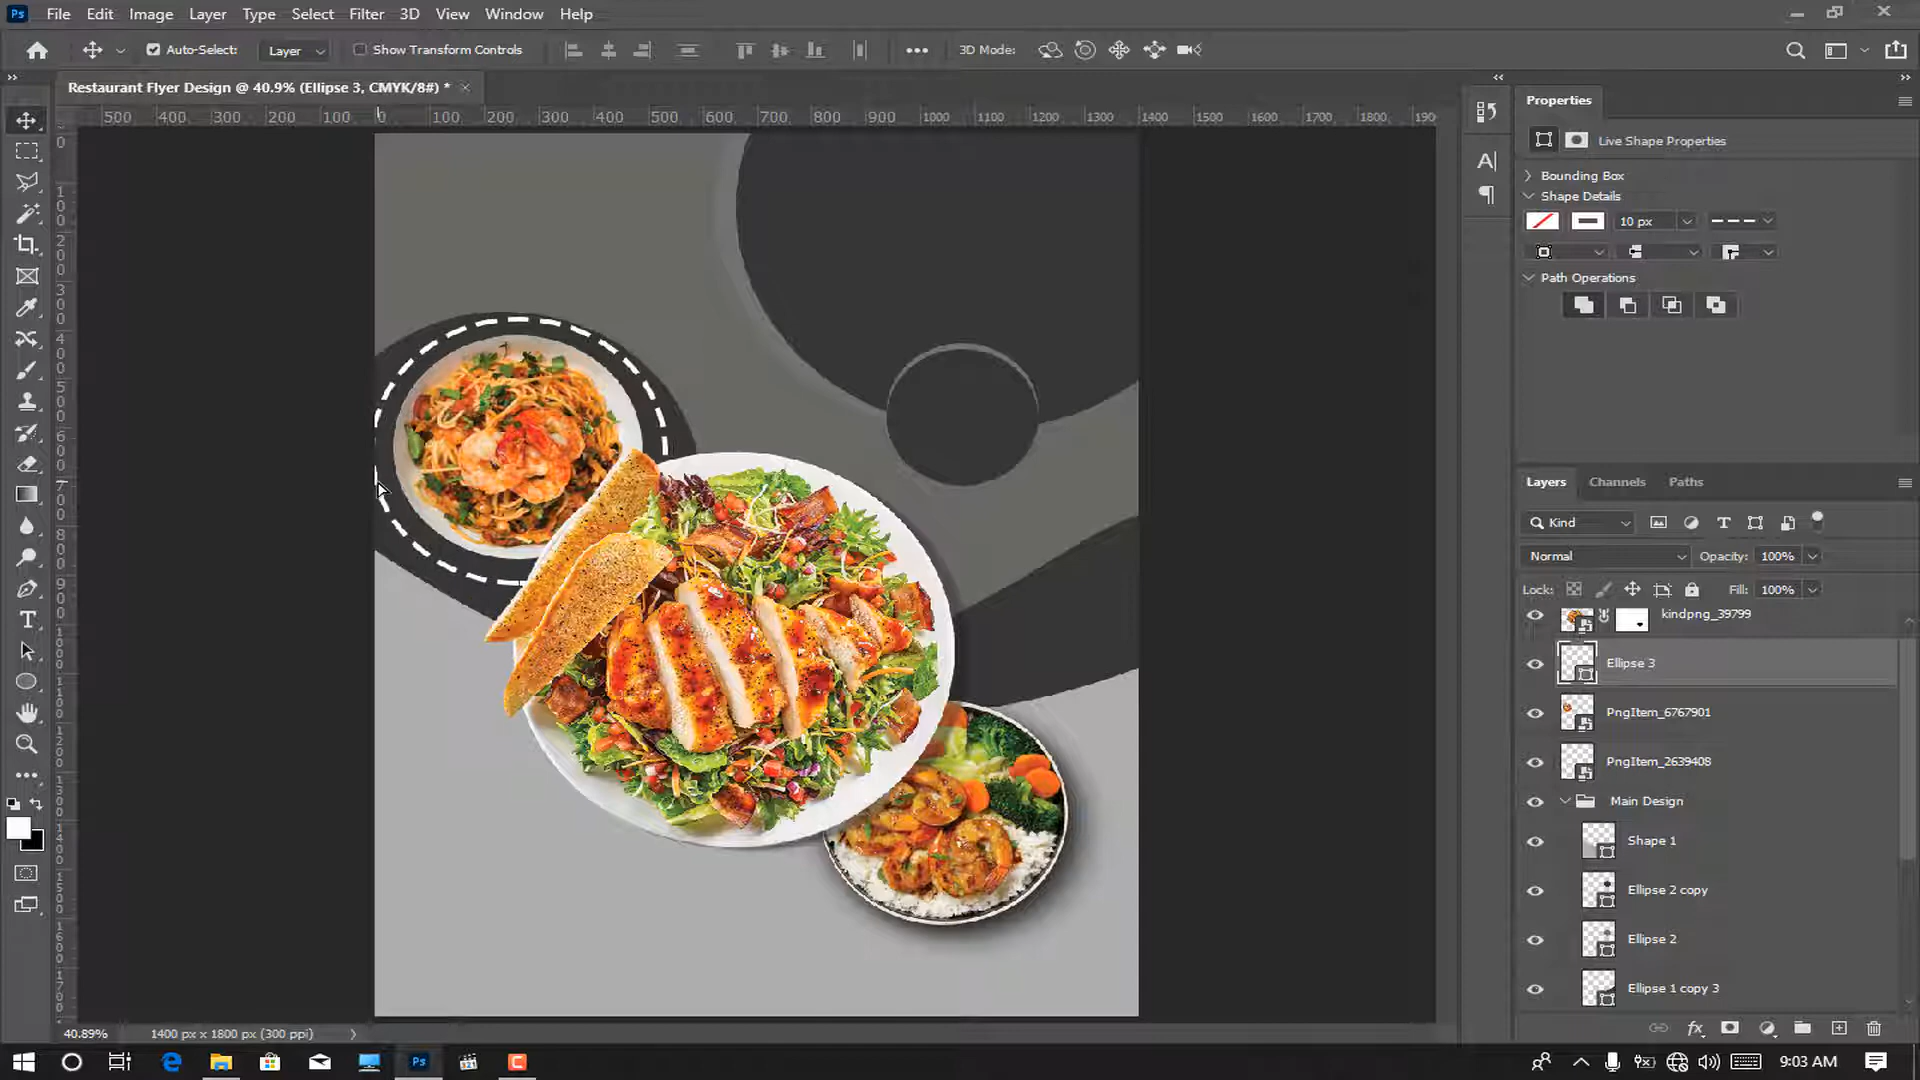 Ps File Edit Image Layer Type Select Filter 3D View Window Help
Auto-Select: Layer Show Transform Controls 3D Mode:
Restaurant Flyer Design @ 40.9% (Ellipse 3, CMYK/8#) *
500 400 300 200 100 0 100 200 300 400 500 600 700 800 900 1000 1100 1200 1300 1400 1500 1600 1700 1800 190
Properties
Live Shape Properties
Bounding Box
Shape Details
10 px
Path Operations
Layers Channels Paths
Kind
Normal Opacity: 100%
Lock: Fill: 100%
kindpng_39799
Ellipse 3
PngItem_6767901
PngItem_2639408
Main Design
Shape 1
Ellipse 2 copy
Ellipse 2
Ellipse 1 copy 3
40.89% 1400 px x 1800 px (300 ppi)
9:03 AM